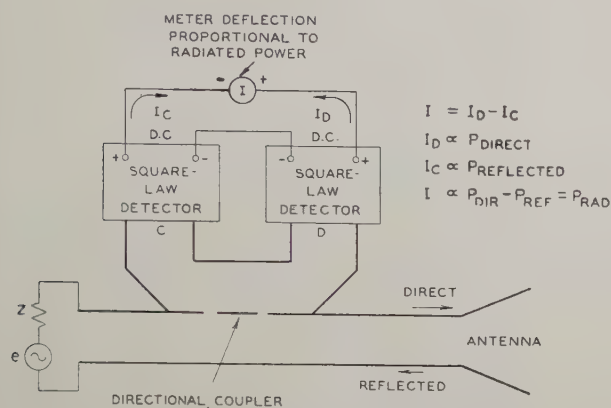 METER DEFLECTION
PROPORTIONAL TO
RADIATED POWER
- I +
I_C
I_D
D.C
D.C.
+ -
- +
SQUARE-
LAW
DETECTOR
SQUARE-
LAW
DETECTOR
C
D
I = I_D - I_C
I_D ∝ P_DIRECT
I_C ∝ P_REFLECTED
I ∝ P_DIR - P_REF = P_RAD
Z
e
DIRECT
ANTENNA
REFLECTED
DIRECTIONAL COUPLER